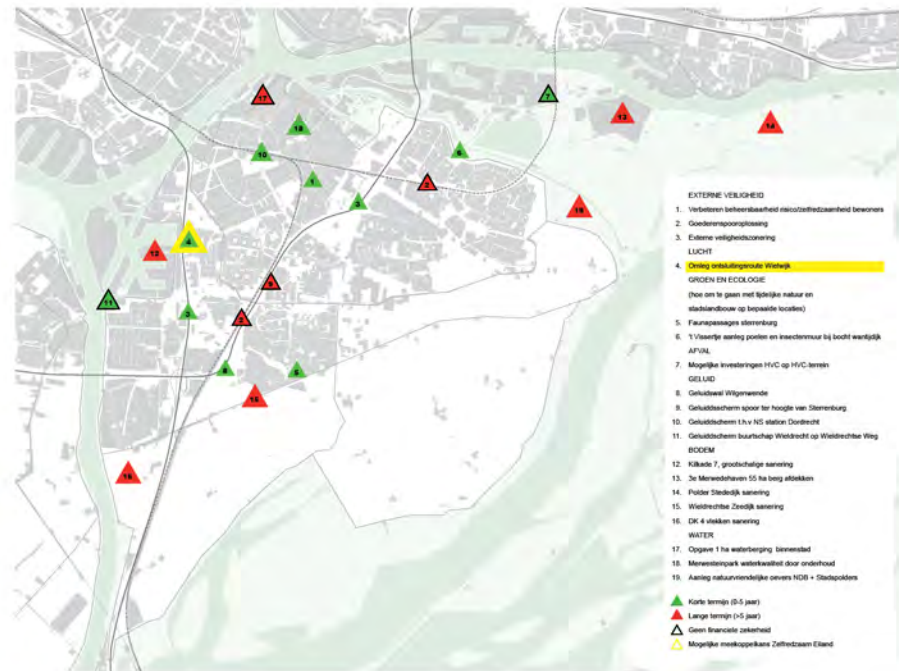 17
18
10
7
13
14
6
1
2
3
19
4
12
9
11
3
2
8
5
15
16
EXTERNE VEILIGHEID
1. Verbeteren beheersbaarheid risico/zelfredzaamheid bewoners
2. Goederenspooroplossing
3. Externe veiligheidszonering
LUCHT
4. Omleg ontsluitingsroute Wielwijk
GROEN EN ECOLOGIE
(hoe om te gaan met tijdelijke natuur en
stadslandbouw op bepaalde locaties)
5. Faunapassages sterrenburg
6. 't Vissertje aanleg poelen en insectenmuur bij bocht wantijdijk
AFVAL
7. Mogelijke investeringen HVC op HVC-terrein
GELUID
8. Geluidswal Wilgenwende
9. Geluiddsscherm spoor ter hoogte van Sterrenburg
10. Geluiddscherm t.h.v NS station Dordrecht
11. Geluiddscherm buurtschap Wieldrecht op Wieldrechtse Weg
BODEM
12. Kilkade 7, grootschalige sanering
13. 3e Merwedehaven 55 ha berg afdekken
14. Polder Stededijk sanering
15. Wieldrechtse Zeedijk sanering
16. DK 4 vlekken sanering
WATER
17. Opgave 1 ha waterberging binnenstad
18. Merwesteinpark waterkwaliteit door onderhoud
19. Aanleg natuurvriendelijke oevers NDB + Stadspolders
Korte termijn (0-5 jaar)
Lange termijn (>5 jaar)
Geen financiele zekerheid
Mogelijke meekoppelkans Zelfredzaam Eiland